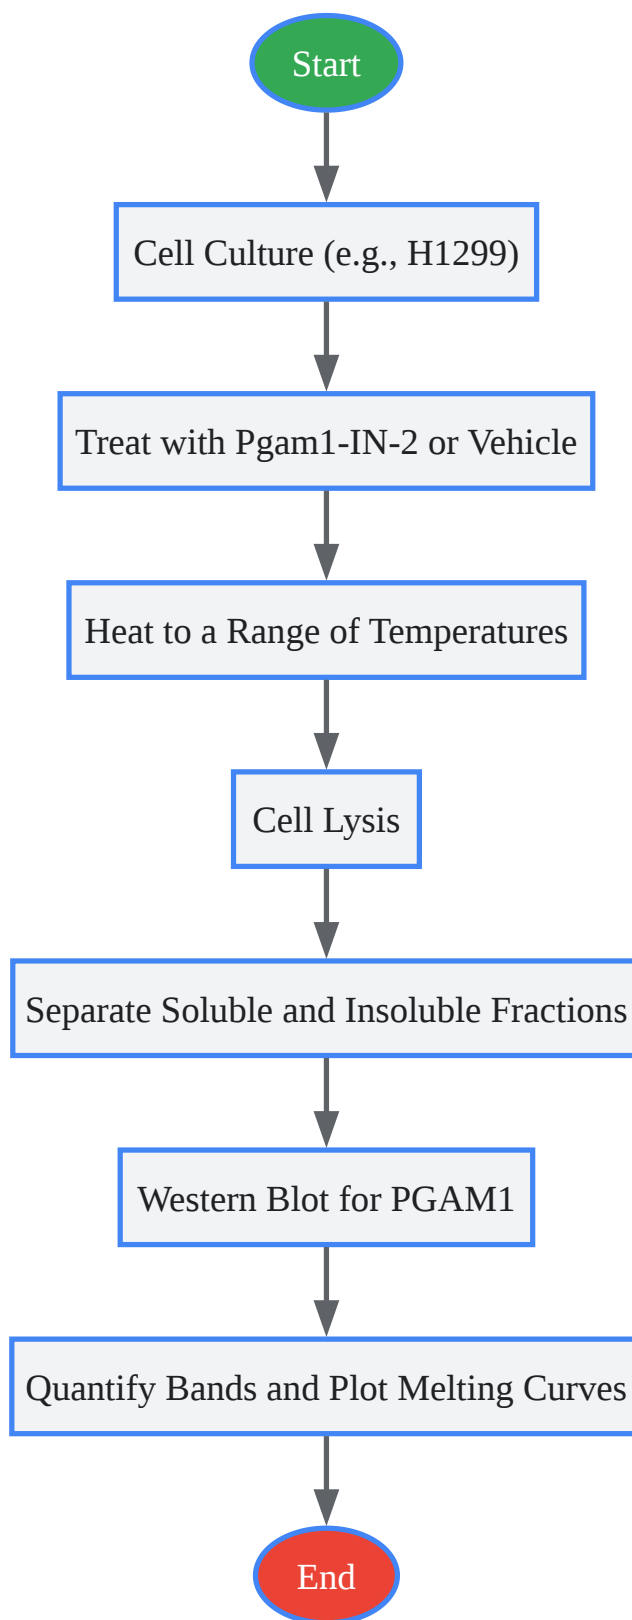 Start
Cell Culture (e.g., H1299)
Treat with Pgam1-IN-2 or Vehicle
Heat to a Range of Temperatures
Cell Lysis
Separate Soluble and Insoluble Fractions
Western Blot for PGAM1
Quantify Bands and Plot Melting Curves
End